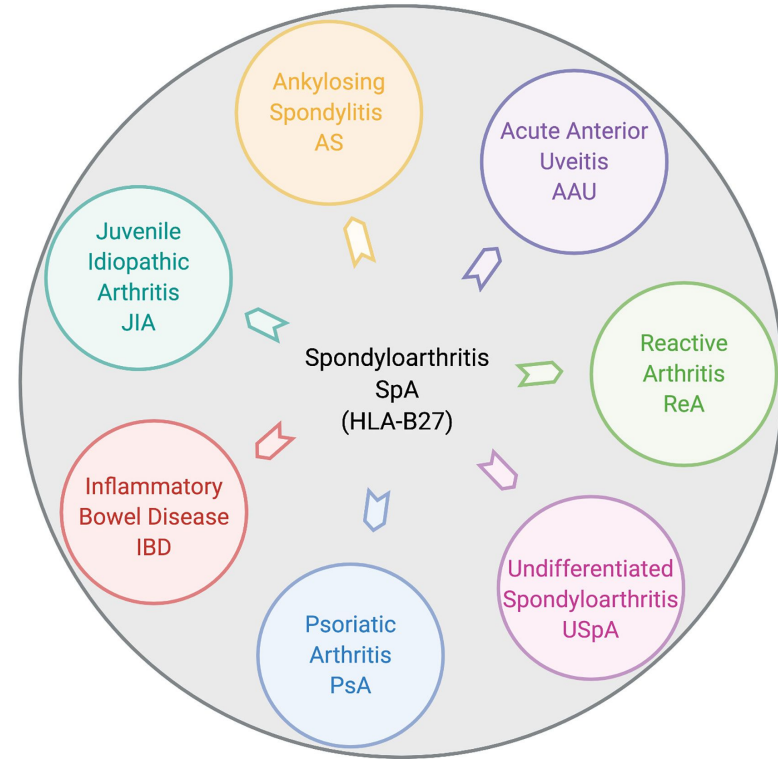 Ankylosing
Spondylitis
AS
Acute Anterior
Uveitis
AAU
Juvenile
Idiopathic
Arthritis
JIA
Spondyloarthritis
SpA
(HLA-B27)
Reactive
Arthritis
ReA
Inflammatory
Bowel Disease
IBD
Undifferentiated
Spondyloarthritis
USpA
Psoriatic
Arthritis
PsA